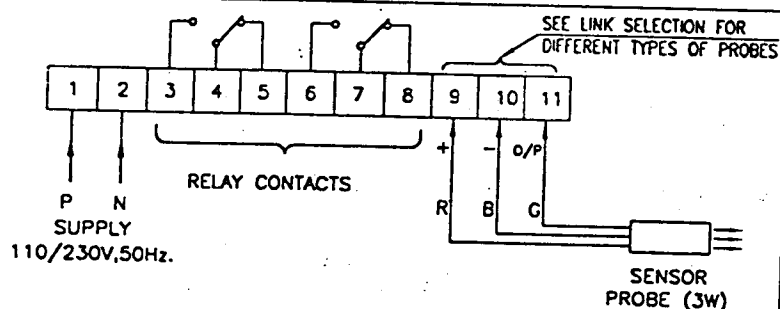 SEE LINK SELECTION FOR
DIFFERENT TYPES OF PROBES
1 2 3 4 5 6 7 8 9 10 11
+ - O/P
RELAY CONTACTS
P N
R B G
SUPPLY
110/230V,50Hz.
SENSOR
PROBE (3W)